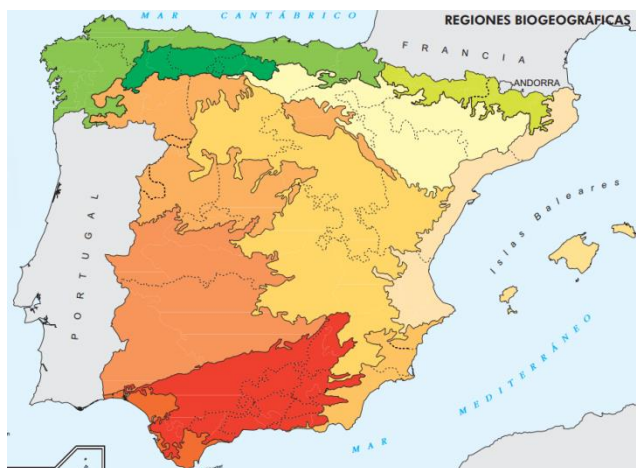 MAR CANTÁBRICO
REGIONES BIOGEOGRÁFICAS
FRANCIA
ANDORRA
PORTUGAL
Islas Baleares
MAR MEDITERRÁNEO